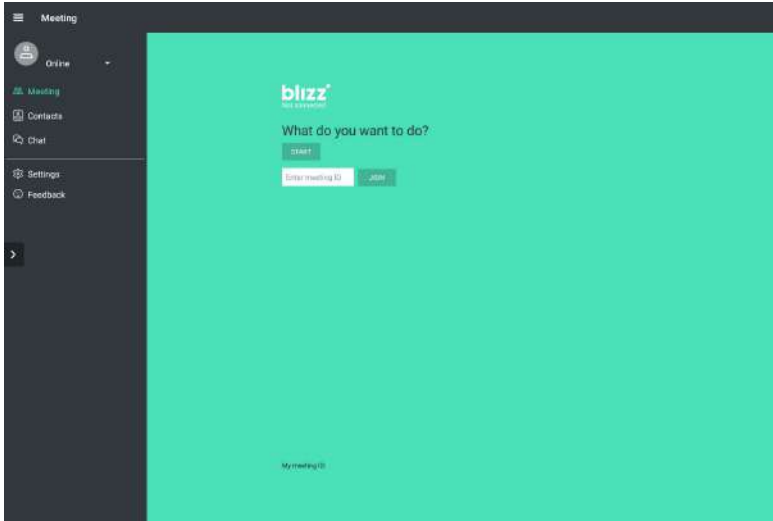 Meeting
Online
Meeting
Contacts
Chat
Settings
Feedback
blizz
What do you want to do?
START
Enter meeting ID
JOIN
My meeting ID